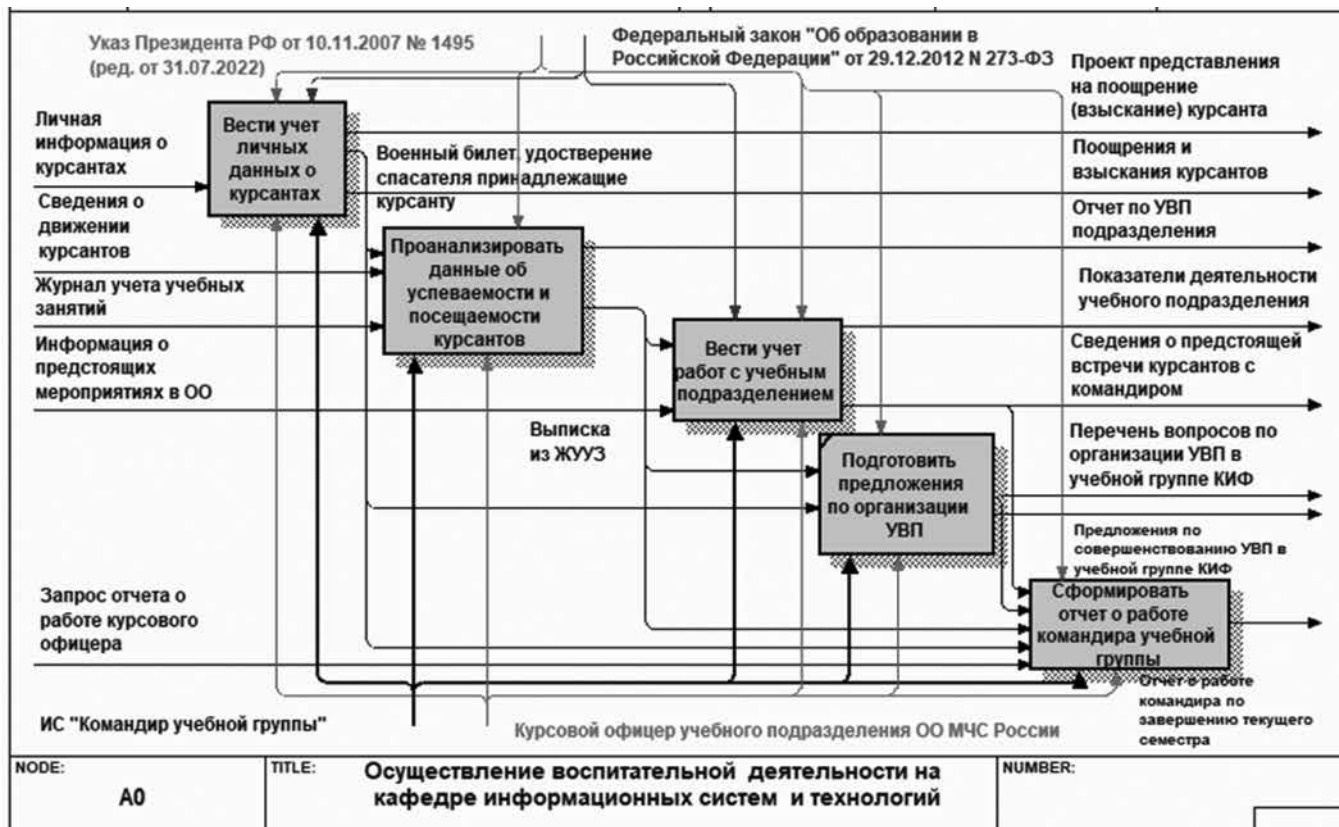 Указ Президента РФ от 10.11.2007 № 1495
(ред. от 31.07.2022)
Федеральный закон "Об образовании в
Российской Федерации" от 29.12.2012 N 273-ФЗ
Личная
информация о
курсантах
Сведения о
движении
курсантов
Журнал учета учебных
занятий
Информация о
предстоящих
мероприятиях в ОО
Запрос отчета о
работе курсового
офицера
Вести учет
личных
данных о
курсантах
Военный билет, удостверение
спасателя принадлежащие
курсанту
Проанализировать
данные об
успеваемости и
посещаемости
курсантов
Вести учет
работ с учебным
подразделением
Выписка
из ЖУУЗ
Подготовить
предложения
по организации
УВП
Сформировать
отчет о работе
командира учебной
группы
Проект представления
на поощрение
(взыскание) курсанта
Поощрения и
взыскания курсантов
Отчет по УВП
подразделения
Показатели деятельности
учебного подразделения
Сведения о предстоящей
встречи курсантов с
командиром
Перечень вопросов по
организации УВП в
учебной группе КИФ
Предложения по
совершенствованию УВП в
учебной группе КИФ
Отчет о работе
командира по
завершению текущего
семестра
ИС "Командир учебной группы"
Курсовой офицер учебного подразделения ОО МЧС России
NODE:
A0
TITLE:
Осуществление воспитательной деятельности на
кафедре информационных систем и технологий
NUMBER: